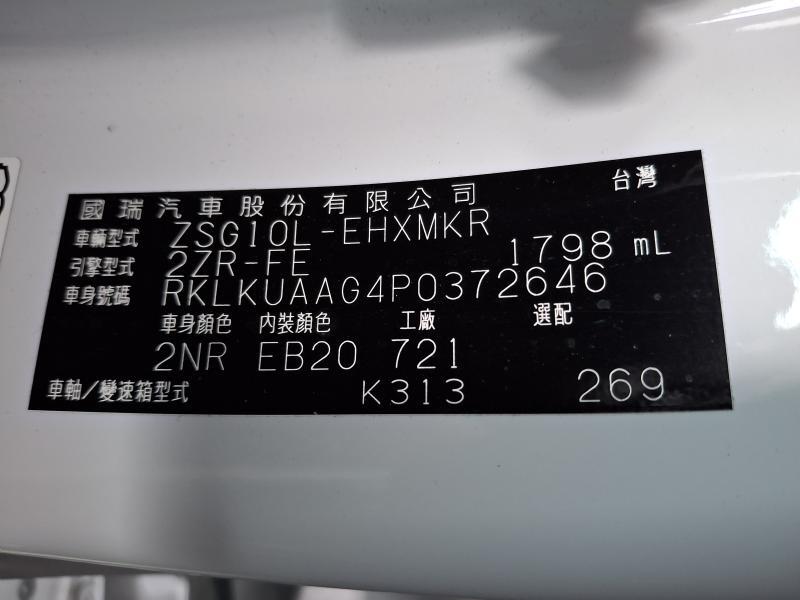 國瑞汽車股份有限公司 台灣
車輛型式 ZSG10L-EHXMKR
引擎型式 2ZR-FE 1798 mL
車身號碼 RKLKUAAG4P0372646
車身顏色 內裝顏色 工廠 選配
2NR EB20 721
車軸/變速箱型式 K313 269